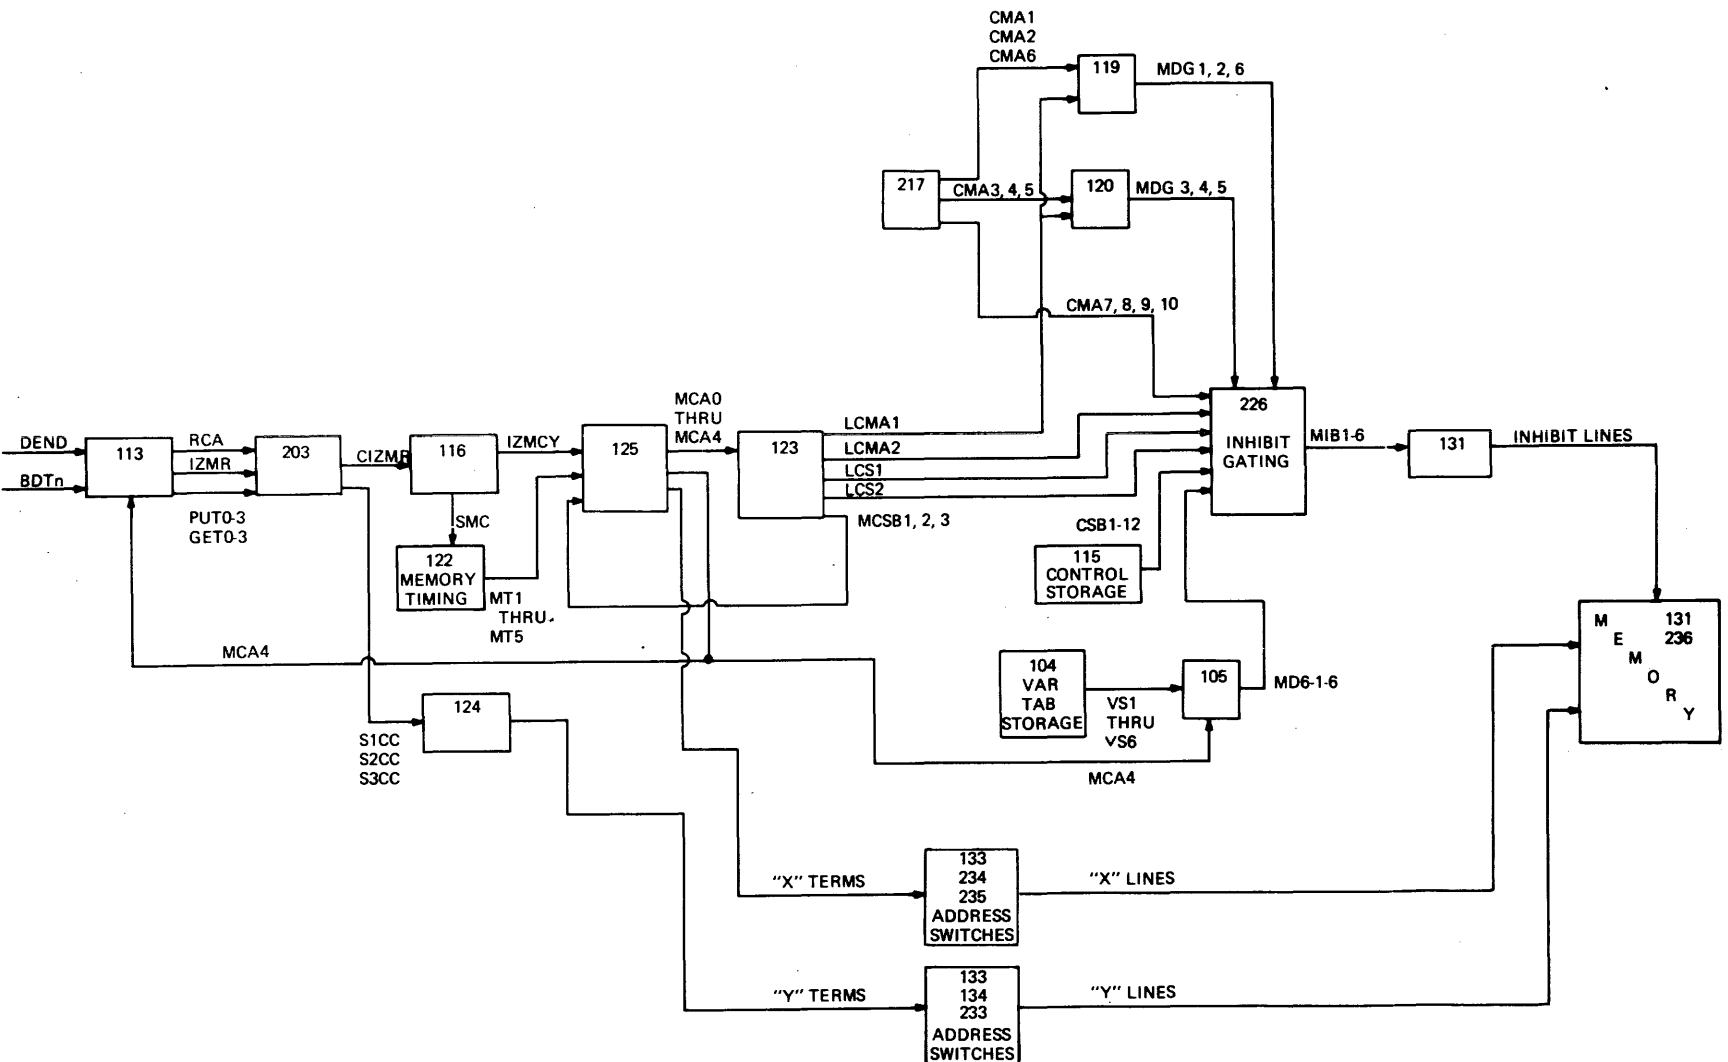 CMA1
CMA2
CMA6
119
MDG 1, 2, 6
217
CMA3, 4, 5
120
MDG 3, 4, 5
CMA7, 8, 9, 10
DEND
BDTn
113
RCA
IZMR
PUT0-3
GET0-3
203
CIZMR
116
IZMCY
SMC
122
MEMORY
TIMING
MT1
THRU
MT5
125
MCA0
THRU
MCA4
123
LCMA1
LCMA2
LCS1
LCS2
MCSB1, 2, 3
226
INHIBIT
GATING
MIB1-6
131
INHIBIT LINES
CSB1-12
115
CONTROL
STORAGE
MCA4
104
VAR
TAB
STORAGE
VS1
THRU
VS6
105
MD6-1-6
MCA4
MEMORY
131
236
124
S1CC
S2CC
S3CC
"X" TERMS
133
234
235
ADDRESS
SWITCHES
"X" LINES
"Y" TERMS
133
134
233
ADDRESS
SWITCHES
"Y" LINES